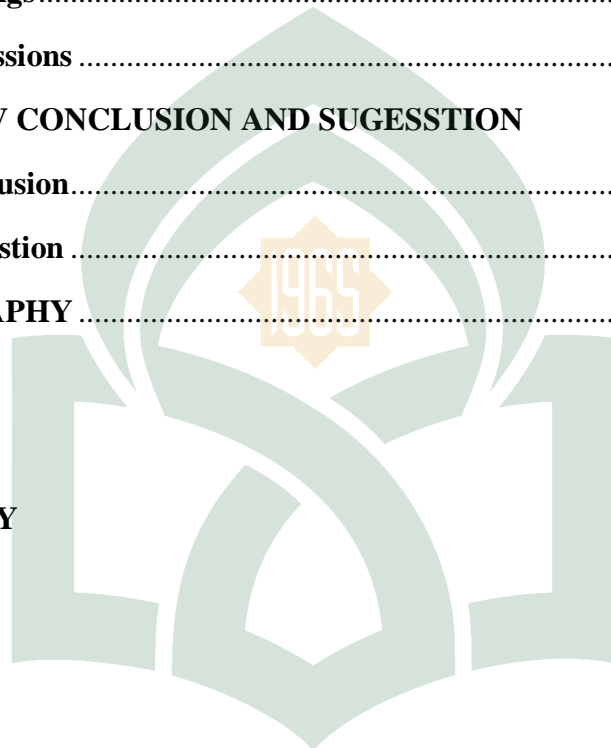 gs......................................................................
ssions ...............................................................
V CONCLUSION AND SUGESSTION
usion................................................................
stion .................................................................
1965
APHY ...............................................................
Y